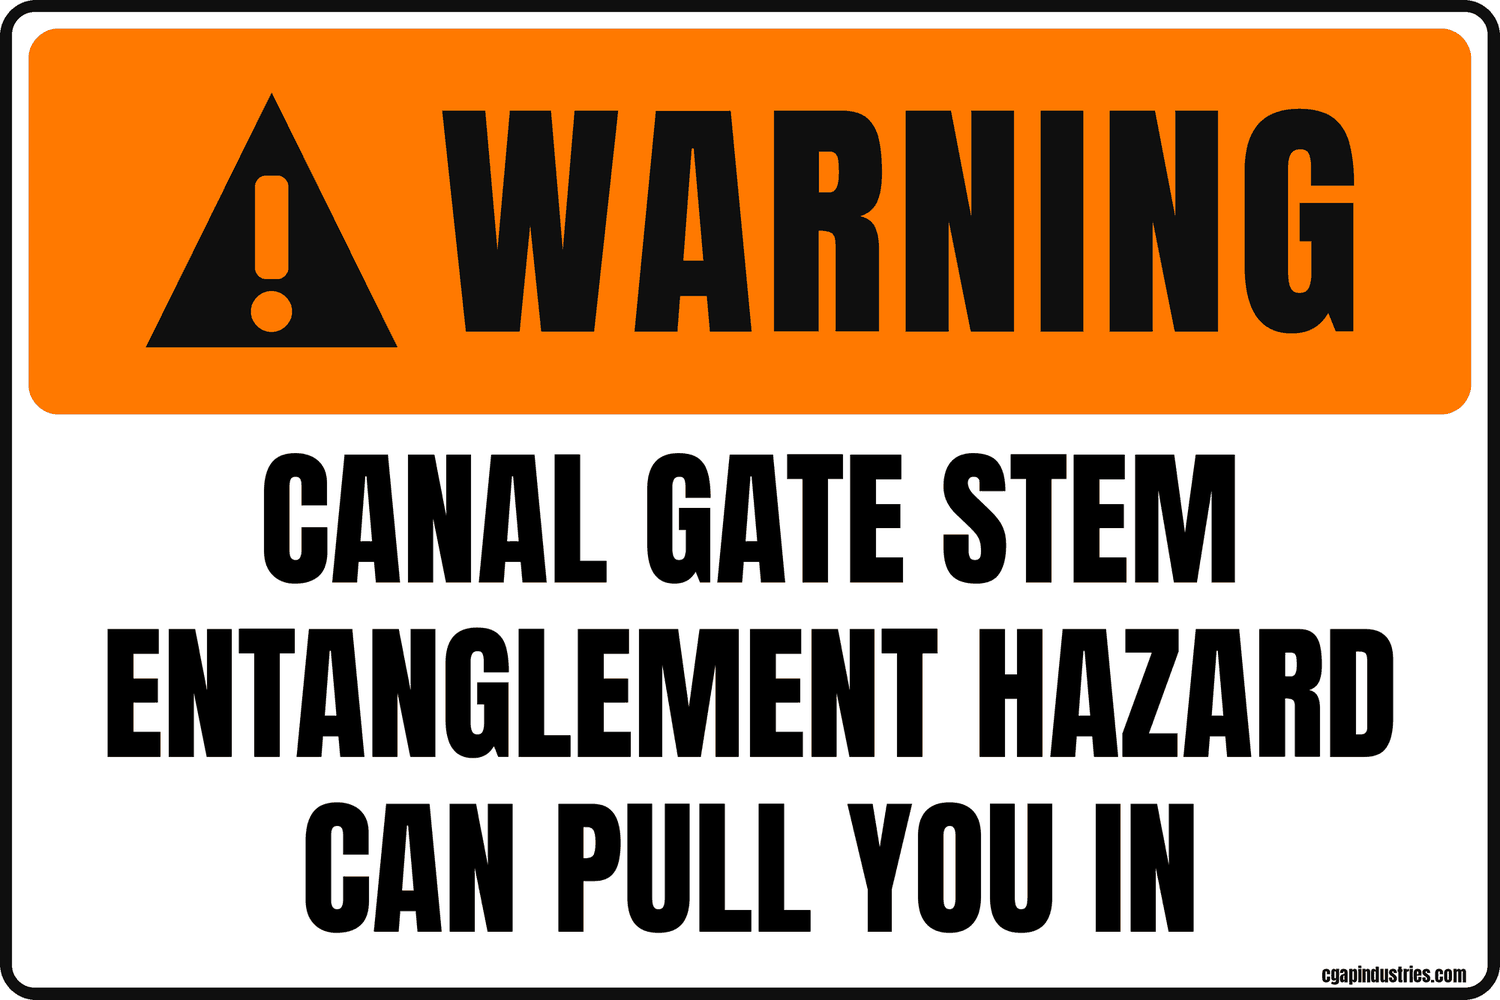 WARNING
CANAL GATE STEM
ENTANGLEMENT HAZARD
CAN PULL YOU IN
cgapindustries.com